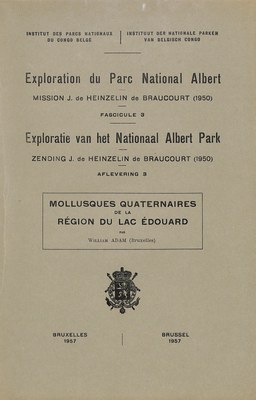 INSTITUT DES PARCS NATIONAUX
DU CONGO BELGE
INSTITUUT DER NATIONALE PARKEN
VAN BELGISCH CONGO
Exploration du Parc National Albert
MISSION J. de HEINZELIN de BRAUCOURT (1950)
FASCICULE 3
Exploratie van het Nationaal Albert Park
ZENDING J. de HEINZELIN de BRAUCOURT (1950)
AFLEVERING 3
MOLLUSQUES QUATERNAIRES
DE LA
RÉGION DU LAC ÉDOUARD
PAR
WILLIAM ADAM (Bruxelles)
BRUXELLES
1957
BRUSSEL
1957